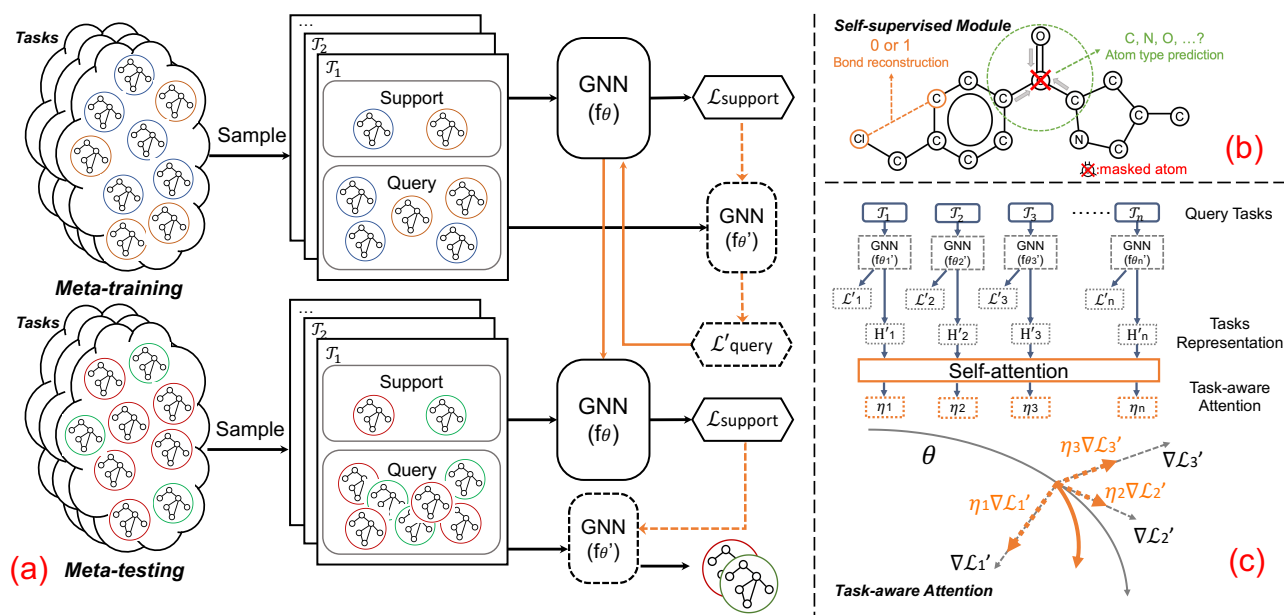 Tasks
...
𝒯2
𝒯1
Support
Query
Sample
Meta-training
GNN
(fθ)
ℒsupport
GNN
(fθ')
ℒ'query
Tasks
...
𝒯2
𝒯1
Support
Query
Sample
Meta-testing
GNN
(fθ)
ℒsupport
GNN
(fθ')
(a)
Self-supervised Module
0 or 1
Bond reconstruction
C, N, O, ...?
Atom type prediction
O
C
C
C
C
C
C
C
C
C
C
C
C
N
Cl
:masked atom
(b)
𝒯1 𝒯2 𝒯3 ...... 𝒯n Query Tasks
GNN GNN GNN GNN
(fθ1') (fθ2') (fθ3') (fθn')
ℒ'1 ℒ'2 ℒ'3 ℒ'n
H'1 H'2 H'3 H'n
Tasks
Representation
Self-attention
Task-aware
Attention
η1 η2 η3 ηn
θ
η3∇ℒ3'
∇ℒ3'
η1∇ℒ1'
η2∇ℒ2'
∇ℒ2'
∇ℒ1'
Task-aware Attention
(c)